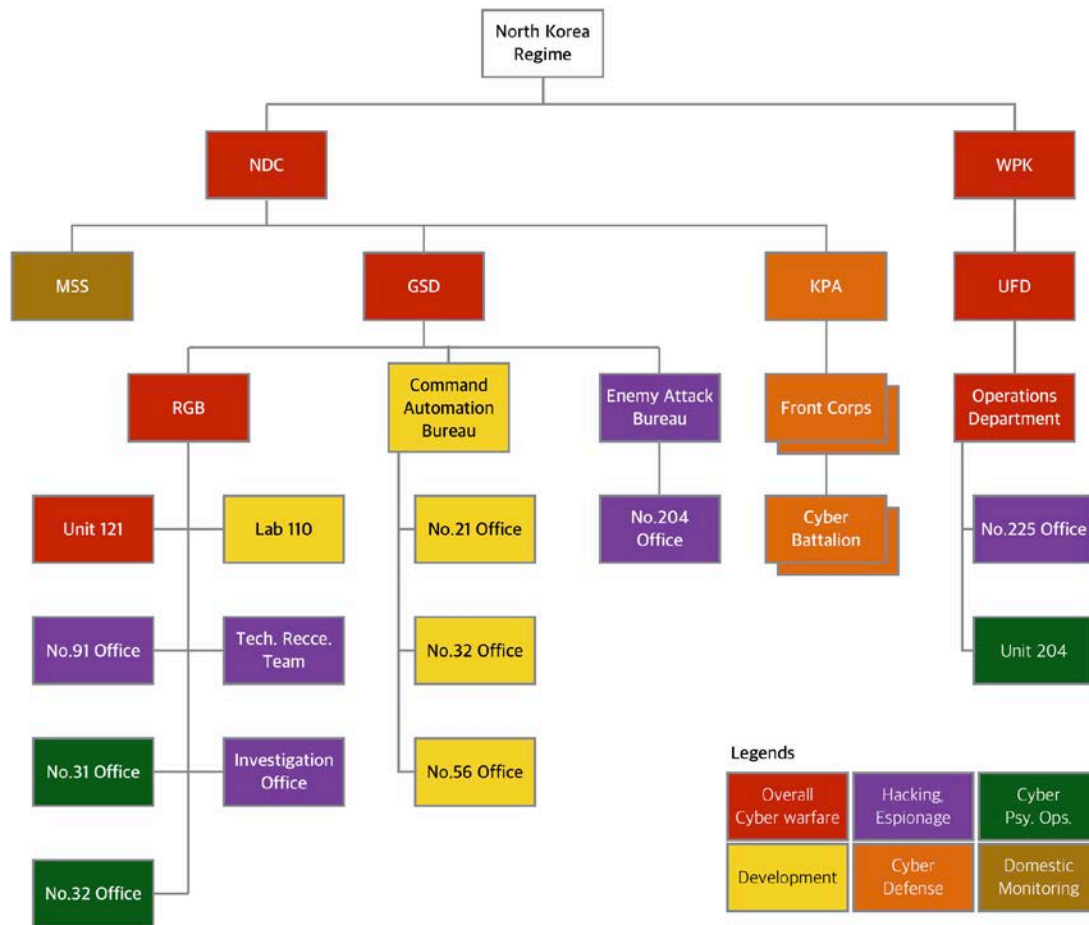 North Korea
Regime
NDC
WPK
MSS
GSD
KPA
UFD
RGB
Command
Automation
Bureau
Enemy Attack
Bureau
Front Corps
Operations
Department
Unit 121
Lab 110
No.21 Office
No.204
Office
Cyber
Battalion
No.225 Office
No.91 Office
Tech. Recce.
Team
No.32 Office
Unit 204
No.31 Office
Investigation
Office
No.56 Office
No.32 Office
Legends
Overall
Cyber warfare
Hacking,
Espionage
Cyber
Psy. Ops.
Development
Cyber
Defense
Domestic
Monitoring